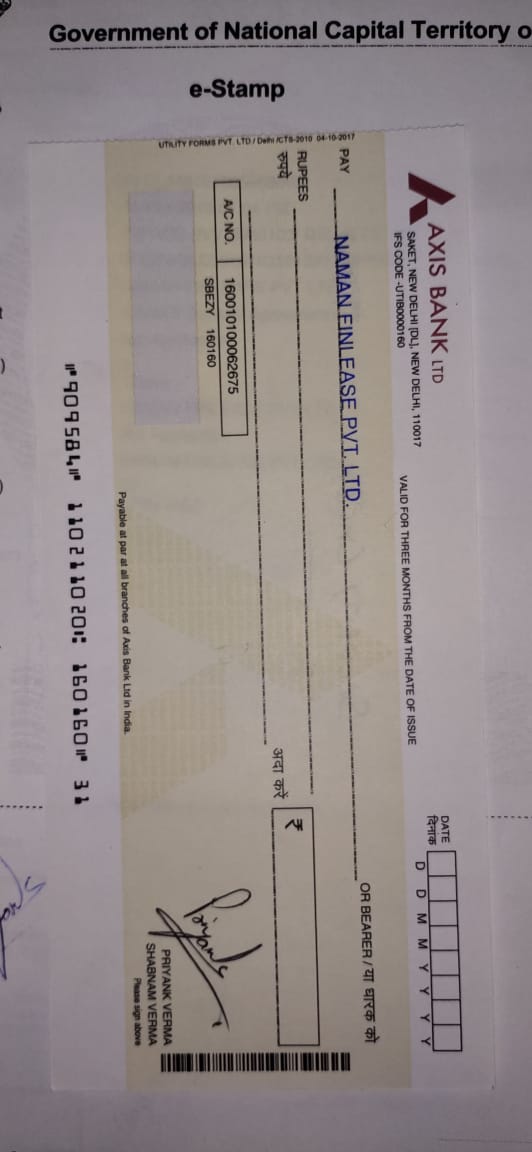 Government of National Capital Territory o
e-Stamp
UTILITY FORMS PVT. LTD / Delhi /CTS-2010 04-10-2017
AXIS BANK LTD
SAKET, NEW DELHI [DL], NEW DELHI, 110017
IFS CODE -UTIB0000160
VALID FOR THREE MONTHS FROM THE DATE OF ISSUE
DATE
दिनांक
D D M M Y Y Y Y
PAY NAMAN FINLEASE PVT. LTD. OR BEARER / या धारक को
RUPEES
रुपये
अदा करें ₹
A/C NO. 160010100062675
SBEZY 160160
Priyank
PRIYANK VERMA
SHABNAM VERMA
Please sign above
Payable at par at all branches of Axis Bank Ltd in India.
⑈909584⑈ 110211020⑆ 160160⑈ 31